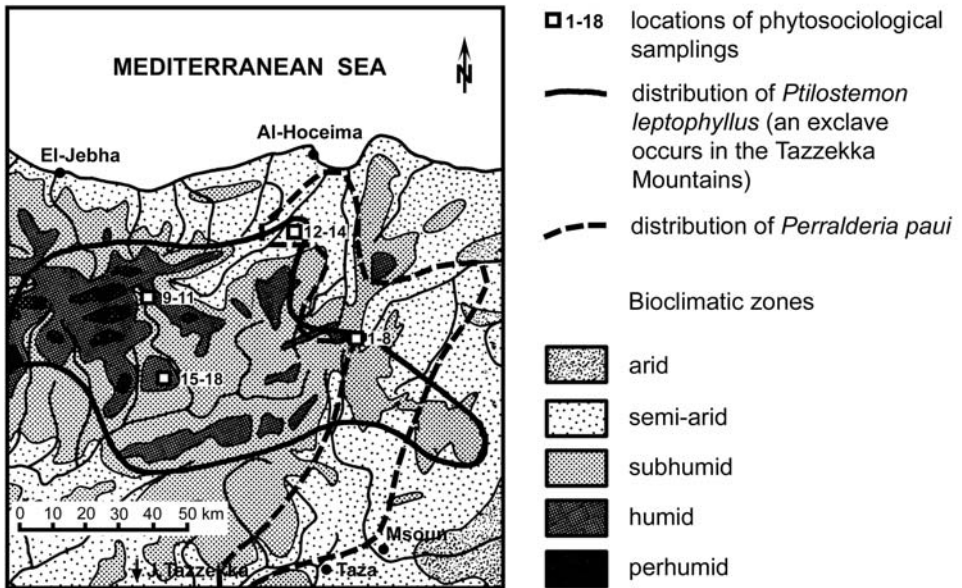 MEDITERRANEAN SEA
N
Al-Hoceima
El-Jebha
12-14
9-11
1-8
15-18
0 10 20 30 40 50 km
Msoun
J. Tazzekka
Taza
1-18 locations of phytosociological
samplings
distribution of Ptilostemon
leptophyllus (an exclave
occurs in the Tazzekka
Mountains)
distribution of Perralderia paui
Bioclimatic zones
arid
semi-arid
subhumid
humid
perhumid